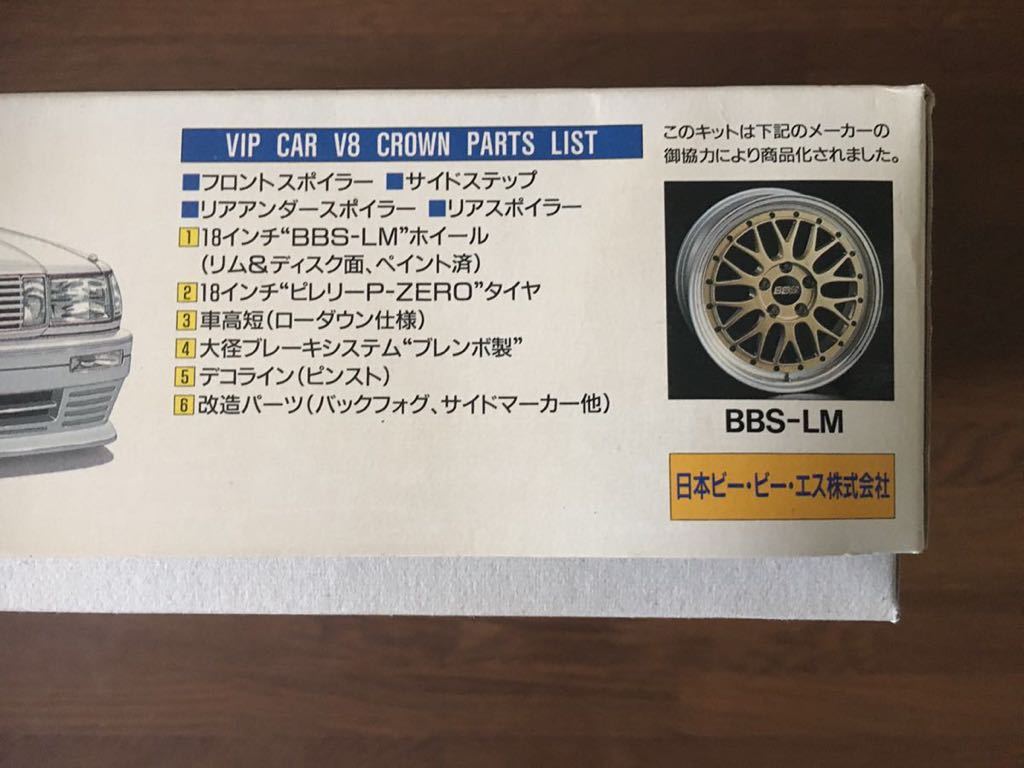 VIP CAR V8 CROWN PARTS LIST
■フロントスポイラー ■サイドステップ
■リアアンダースポイラー ■リアスポイラー
1 18インチ“BBS-LM”ホイール
(リム&ディスク面、ペイント済)
2 18インチ“ピレリーP-ZERO”タイヤ
3 車高短(ローダウン仕様)
4 大径ブレーキシステム“ブレンボ製”
5 デコライン(ピンスト)
6 改造パーツ(バックフォグ、サイドマーカー他)
このキットは下記のメーカーの
御協力により商品化されました。
BBS
BBS-LM
日本ビー・ビー・エス株式会社